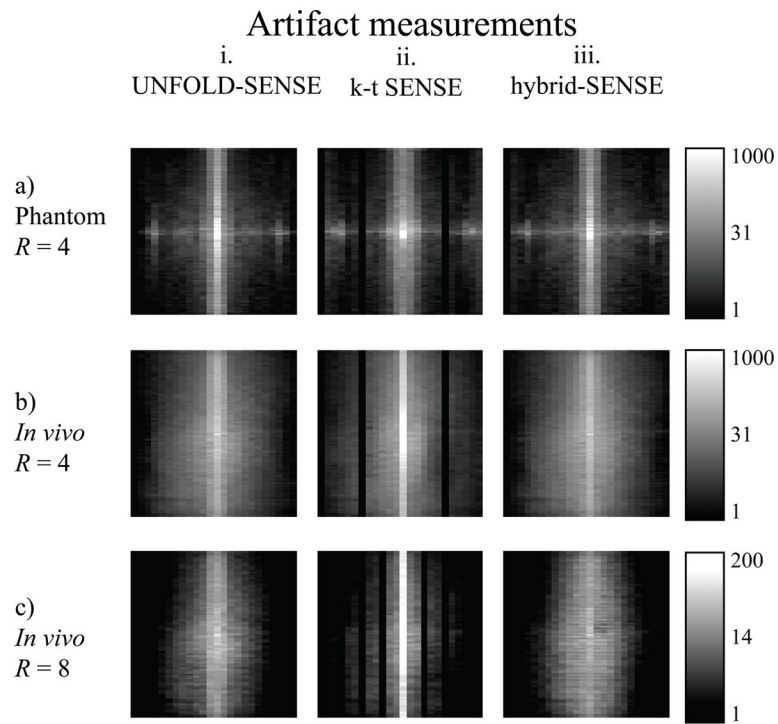 Artifact measurements
i.
UNFOLD-SENSE
ii.
k-t SENSE
iii.
hybrid-SENSE
a)
Phantom
R = 4
1000
31
1
b)
In vivo
R = 4
1000
31
1
c)
In vivo
R = 8
200
14
1